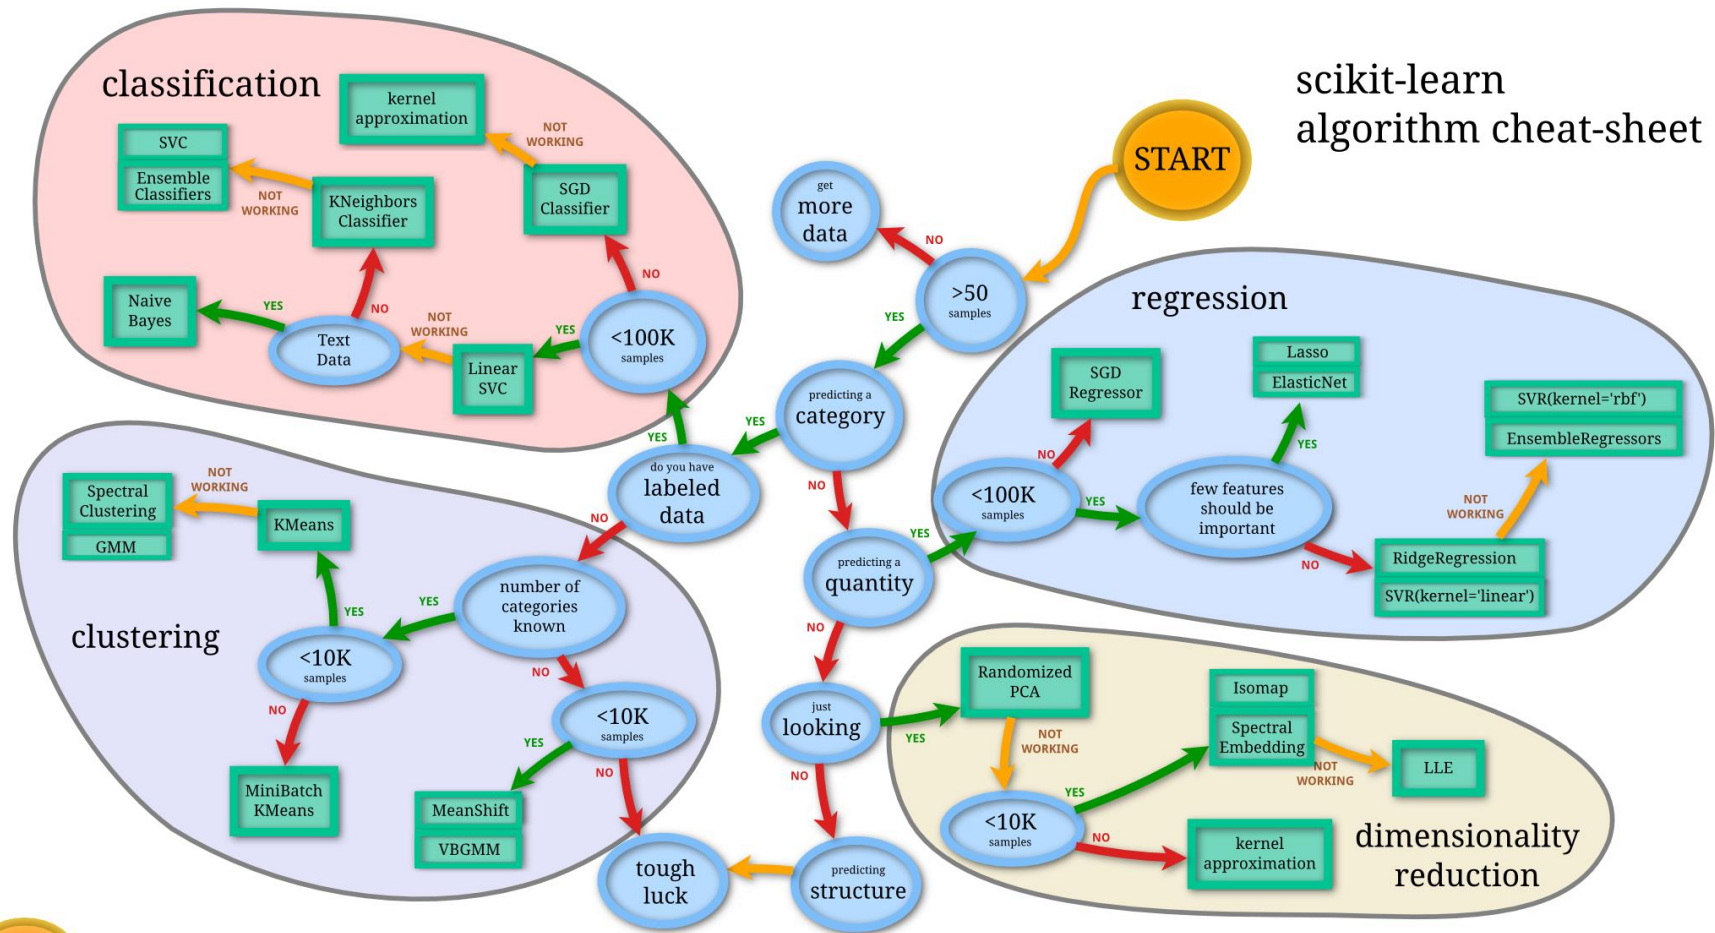 scikit-learn
algorithm cheat-sheet
START
classification
kernel
approximation
NOT
WORKING
SVC
Ensemble
Classifiers
NOT
WORKING
KNeighbors
Classifier
SGD
Classifier
NO
Naive
Bayes
YES
NO
Text
Data
NOT
WORKING
Linear
SVC
YES
<100K
samples
YES
get
more
data
NO
>50
samples
YES
predicting a
category
YES
NO
do you have
labeled
data
NO
predicting a
quantity
YES
NO
just
looking
YES
NO
predicting
structure
tough
luck
regression
SGD
Regressor
NO
<100K
samples
YES
Lasso
ElasticNet
YES
few features
should be
important
NO
SVR(kernel='rbf')
EnsembleRegressors
NOT
WORKING
RidgeRegression
SVR(kernel='linear')
clustering
Spectral
Clustering
GMM
NOT
WORKING
KMeans
YES
<10K
samples
YES
number of
categories
known
NO
NO
MiniBatch
KMeans
<10K
samples
YES
NO
MeanShift
VBGMM
dimensionality
reduction
Randomized
PCA
NOT
WORKING
<10K
samples
YES
NO
Isomap
Spectral
Embedding
NOT
WORKING
LLE
kernel
approximation